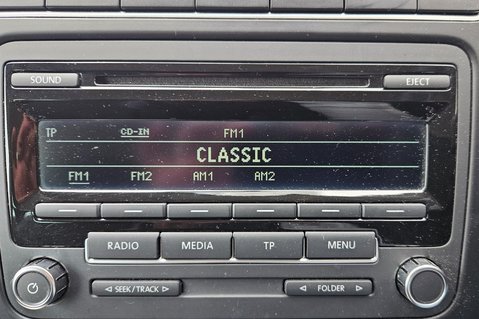 SOUND EJECT
TP CD-IN FM1
CLASSIC
FM1 FM2 AM1 AM2
RADIO MEDIA TP MENU
◁ SEEK/TRACK ▷ ◁ FOLDER ▷